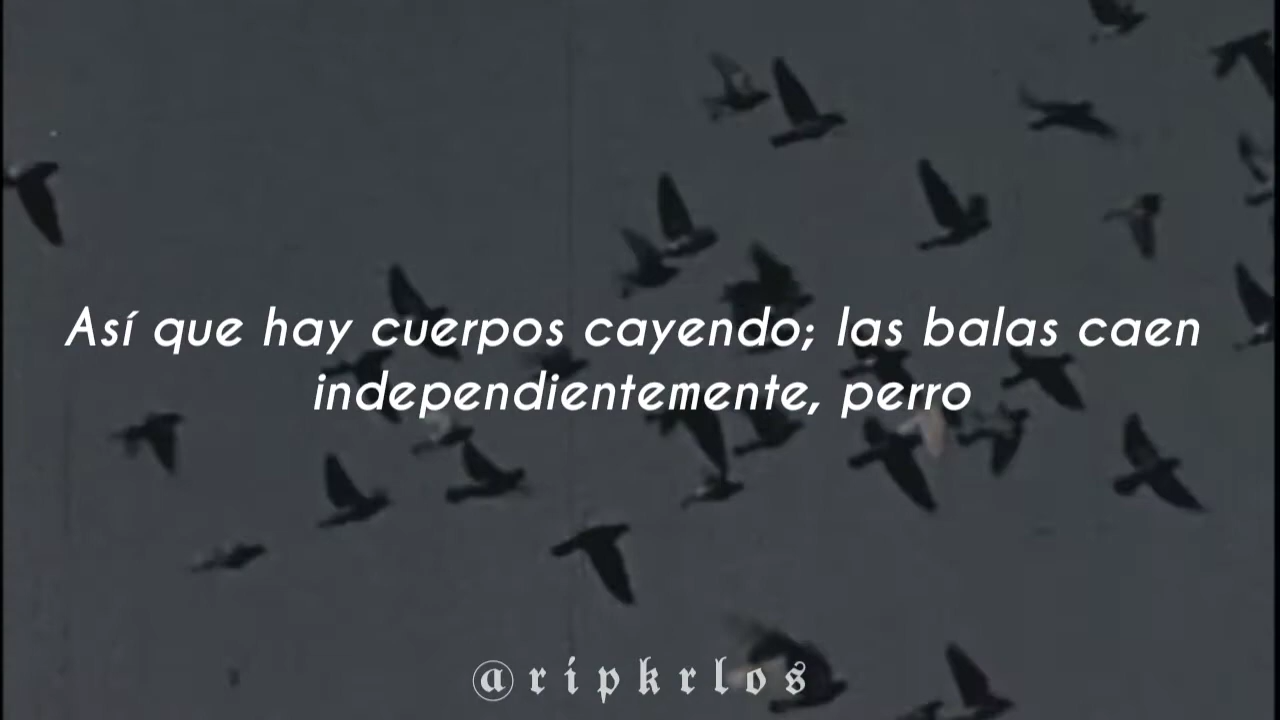 Así que hay cuerpos cayendo; las balas caen
independientemente, perro
@ripkrlos